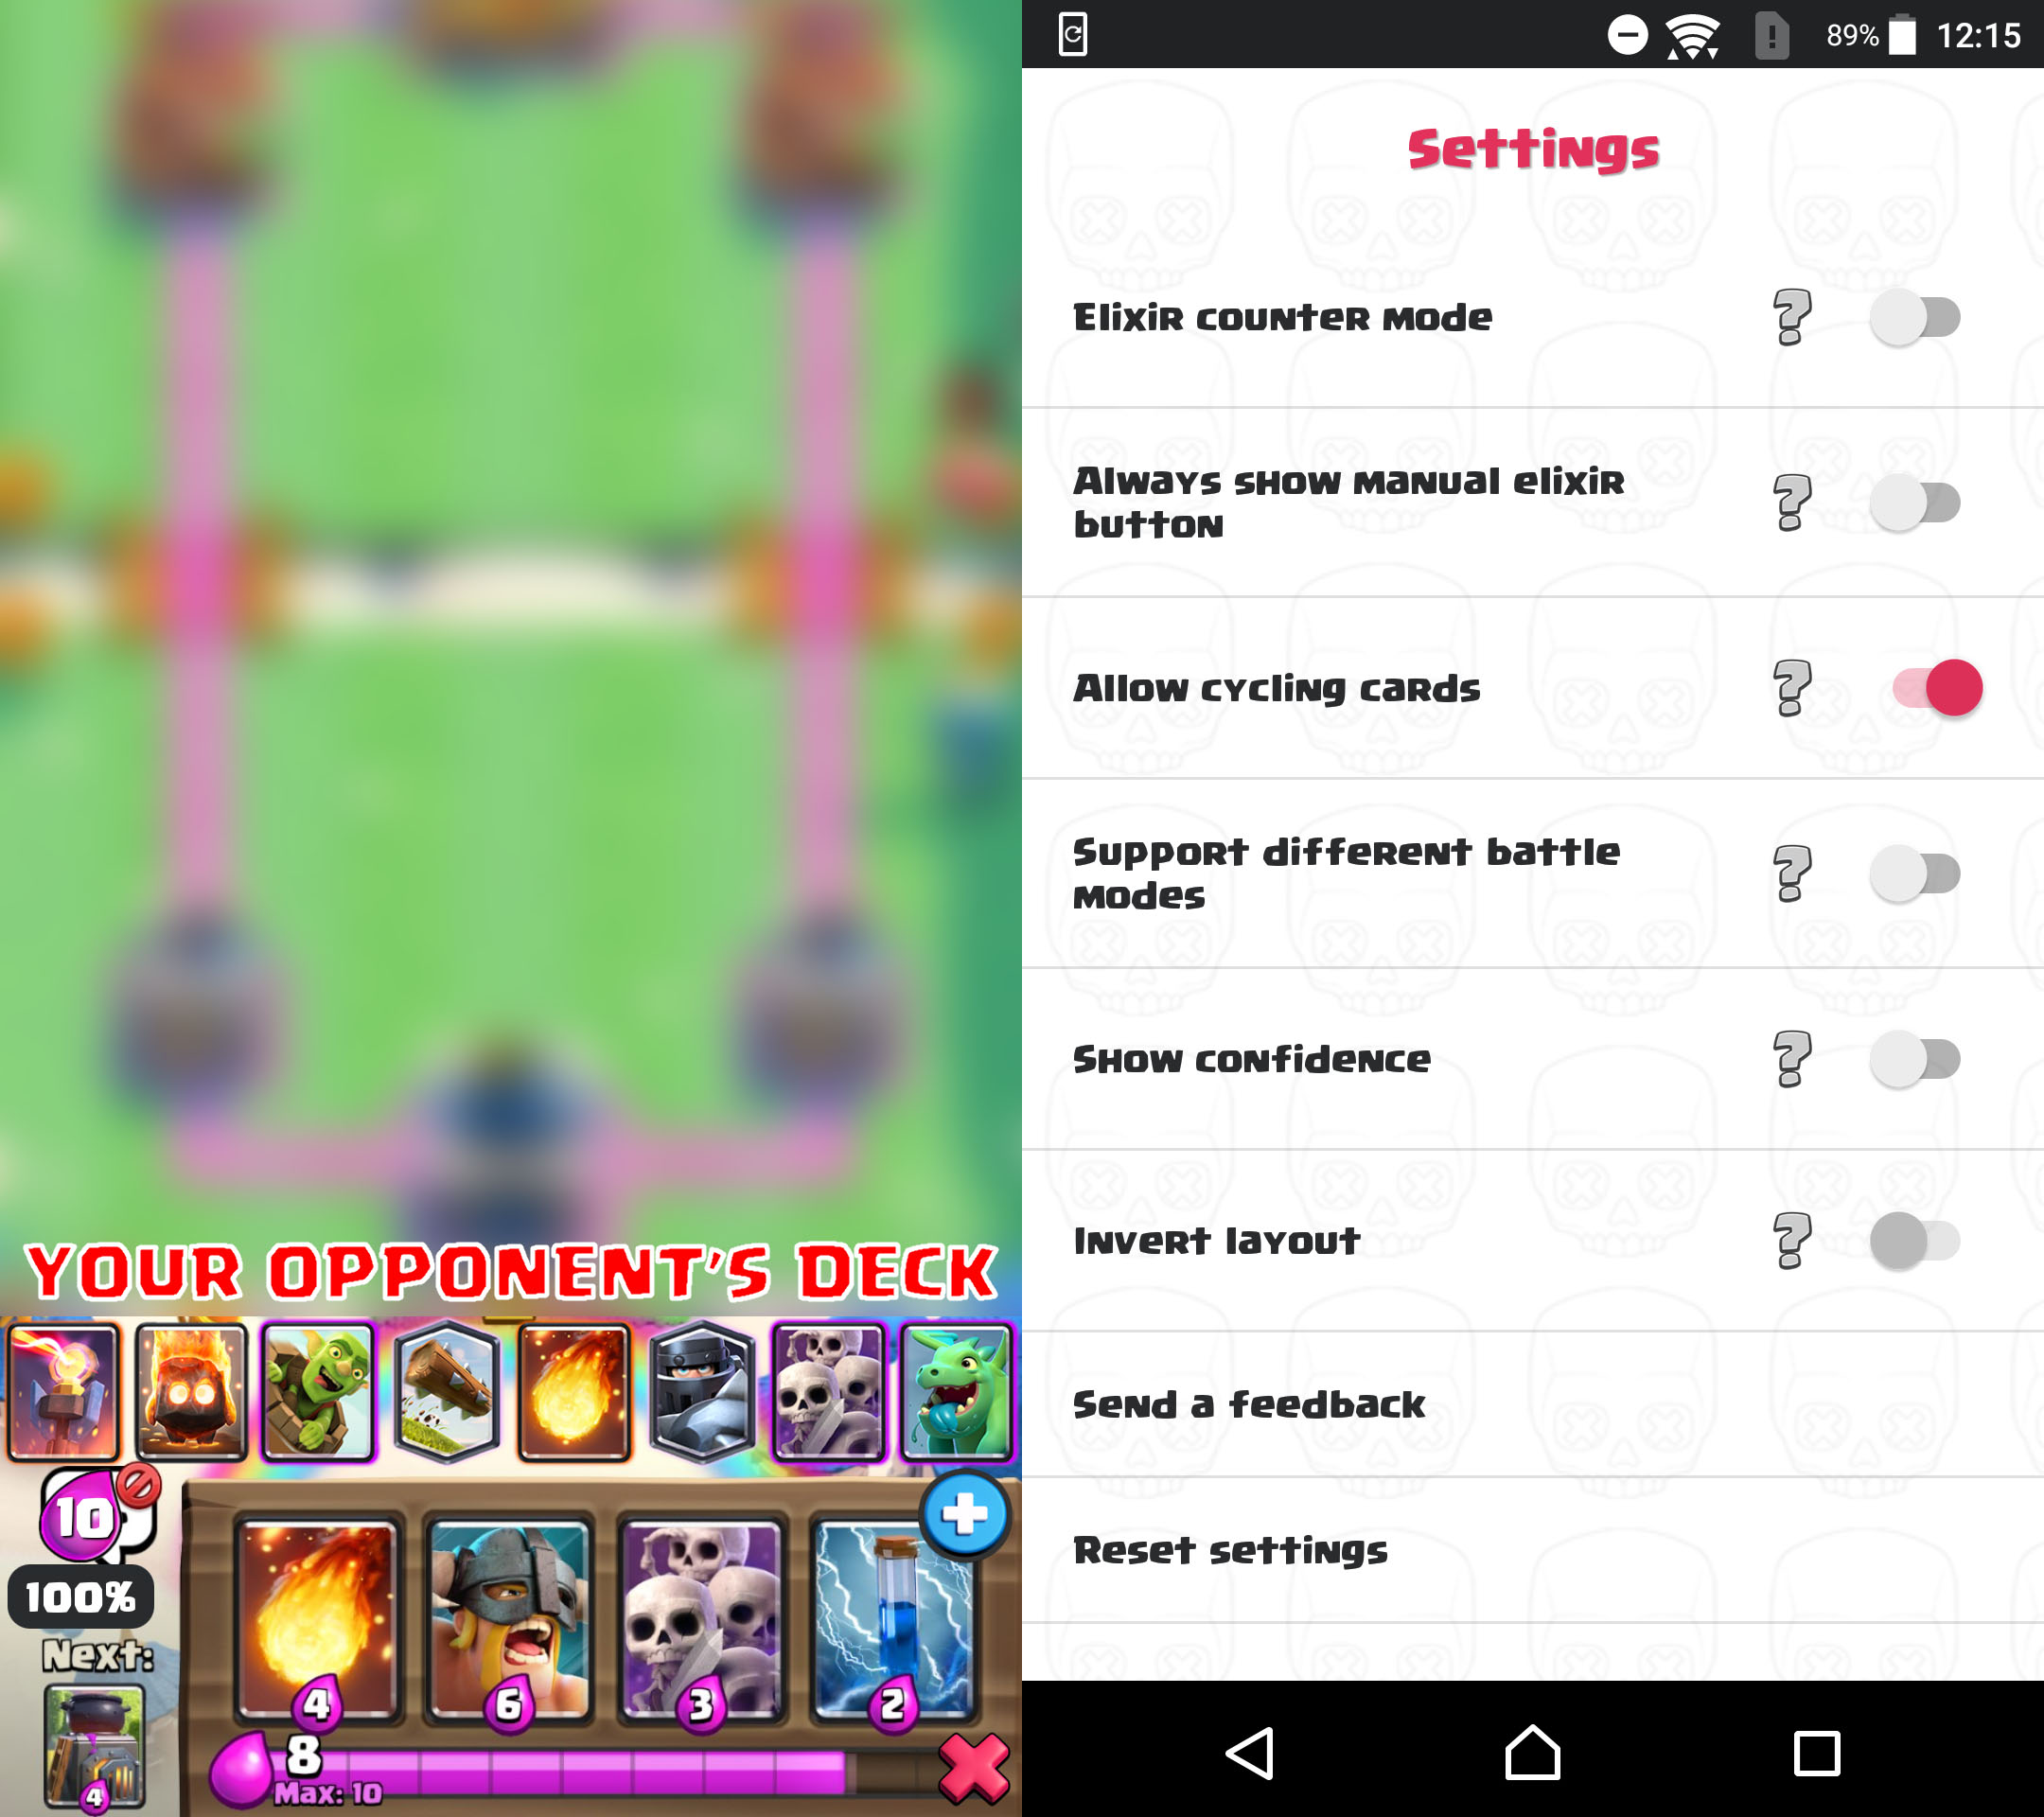 YOUR OPPONENT'S DECK
10
100%
Next:
4
4
6
3
2
8
Max: 10
89% 12:15
Settings
Elixir counter mode
Always show manual elixir
button
Allow cycling cards
Support different battle
modes
Show confidence
Invert layout
Send a feedback
Reset settings